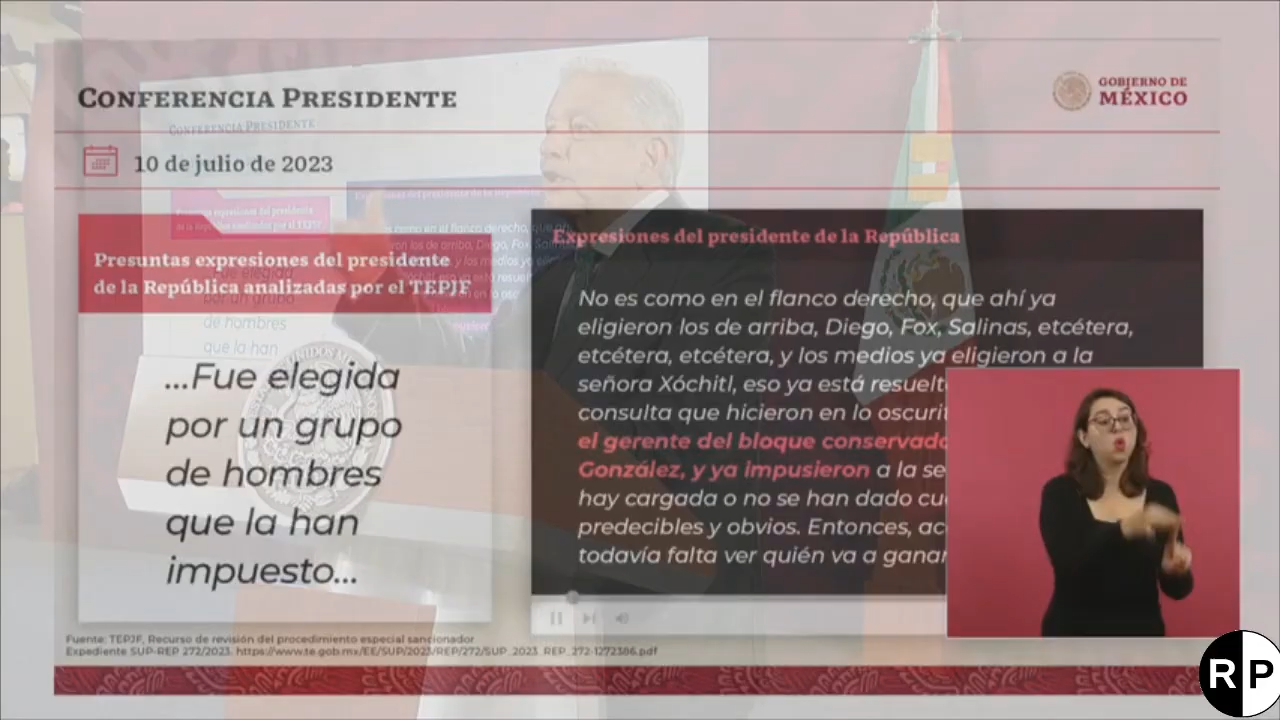 CONFERENCIA PRESIDENTE
GOBIERNO DE
MÉXICO
10 de julio de 2023
Presuntas expresiones del presidente
de la República analizadas por el TEPJF
...Fue elegida
por un grupo
de hombres
que la han
impuesto...
Expresiones del presidente de la República
No es como en el flanco derecho, que ahí ya
eligieron los de arriba, Diego, Fox, Salinas, etcétera,
etcétera, etcétera, y los medios ya eligieron a la
señora Xóchitl, eso ya está
consulta que hicieron en lo
el gerente del bloque
González, y ya impusieron a la
hay cargada o no se han dado
predecibles y obvios. Entonces,
todavía falta ver quién va a
Fuente: TEPJF, Recurso de revisión del procedimiento especial sancionador
Expediente SUP-REP 272/2023. https://www.te.gob.mx/EE/SUP/2023/REP/272/SUP_2023_REP_272-1272386.pdf
RP